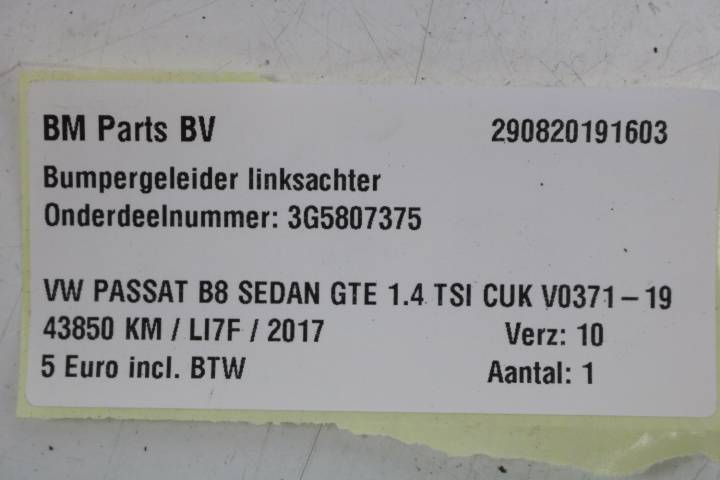 BM Parts BV 290820191603
Bumpergeleider linksachter
Onderdeelnummer: 3G5807375
VW PASSAT B8 SEDAN GTE 1.4 TSI CUK V0371-19
43850 KM / LI7F / 2017 Verz: 10
5 Euro incl. BTW Aantal: 1